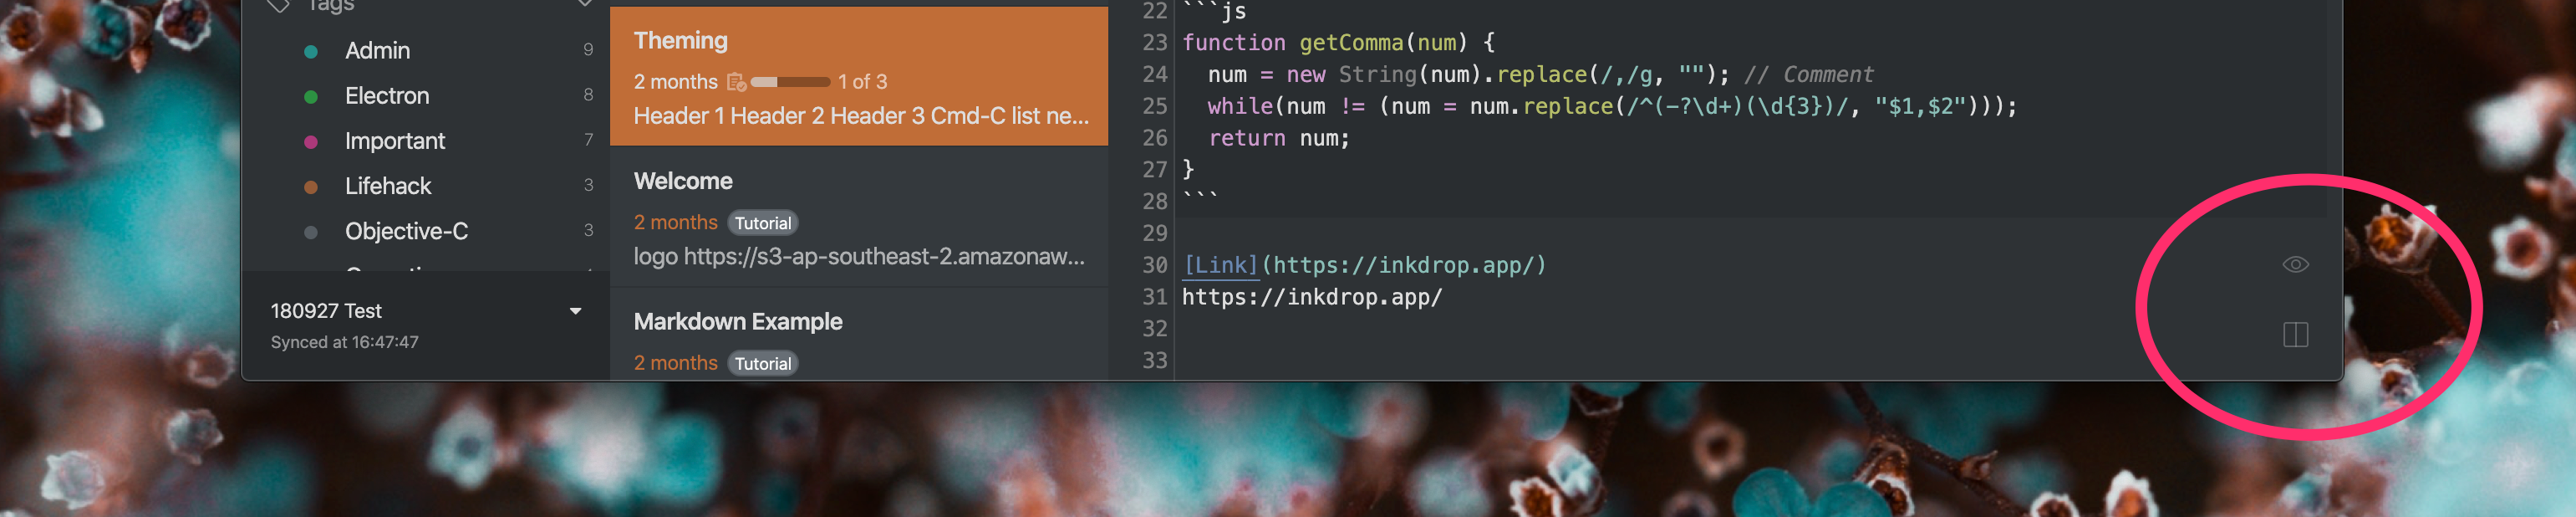 Tags
Admin 9
Electron 8
Important 7
Lifehack 3
Objective-C 3
180927 Test
Synced at 16:47:47
Theming
2 months 1 of 3
Header 1 Header 2 Header 3 Cmd-C list ne...
Welcome
2 months Tutorial
logo https://s3-ap-southeast-2.amazonaw...
Markdown Example
2 months Tutorial
22 ```js
23 function getComma(num) {
24   num = new String(num).replace(/,/g, ""); // Comment
25   while(num != (num = num.replace(/^(-?\d+)(\d{3})/, "$1,$2")));
26   return num;
27 }
28 ```
29
30 [Link](https://inkdrop.app/)
31 https://inkdrop.app/
32
33